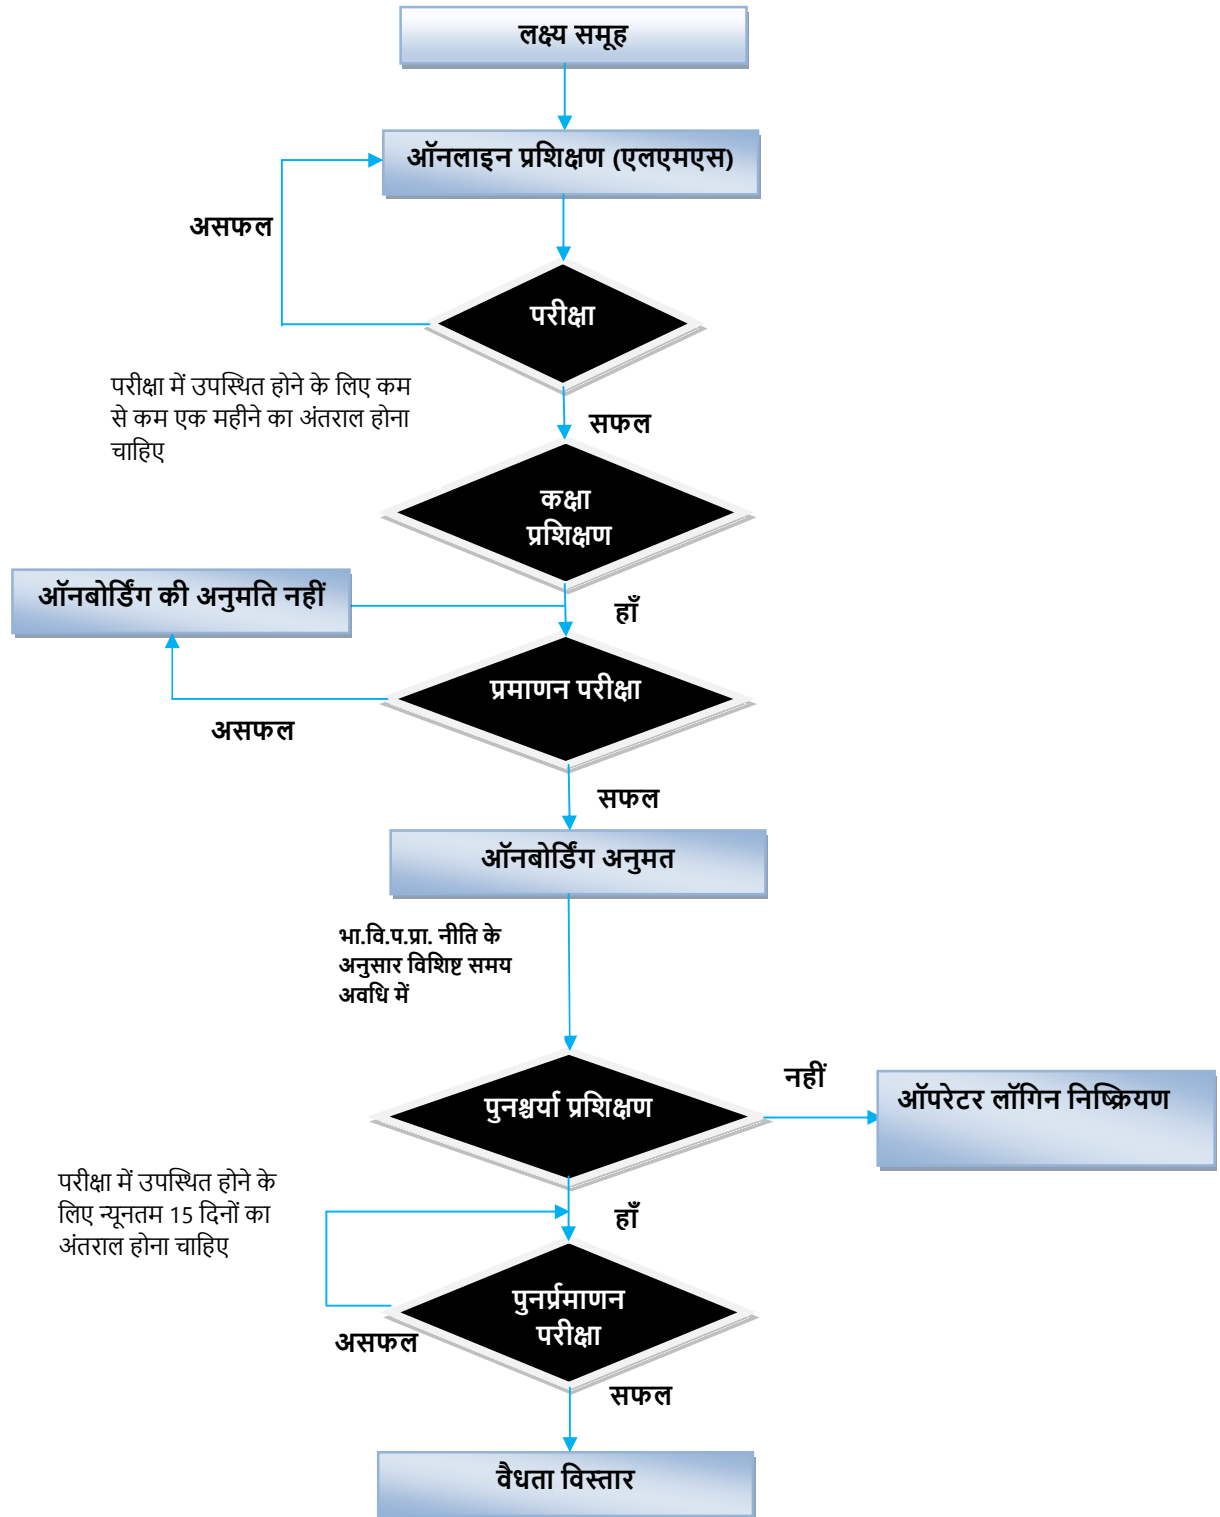 लक्ष्य समूह
ऑनलाइन प्रशिक्षण (एलएमएस)
असफल
परीक्षा
परीक्षा में उपस्थित होने के लिए कम
से कम एक महीने का अंतराल होना
चाहिए
सफल
कक्षा
प्रशिक्षण
ऑनबोर्डिंग की अनुमति नहीं
हाँ
प्रमाणन परीक्षा
असफल
सफल
ऑनबोर्डिंग अनुमत
भा.वि.प.प्रा. नीति के
अनुसार विशिष्ट समय
अवधि में
नहीं
पुनश्चर्या प्रशिक्षण
ऑपरेटर लॉगिन निष्क्रियण
परीक्षा में उपस्थित होने के
लिए न्यूनतम 15 दिनों का
अंतराल होना चाहिए
हाँ
पुनर्प्रमाणन
परीक्षा
असफल
सफल
वैधता विस्तार